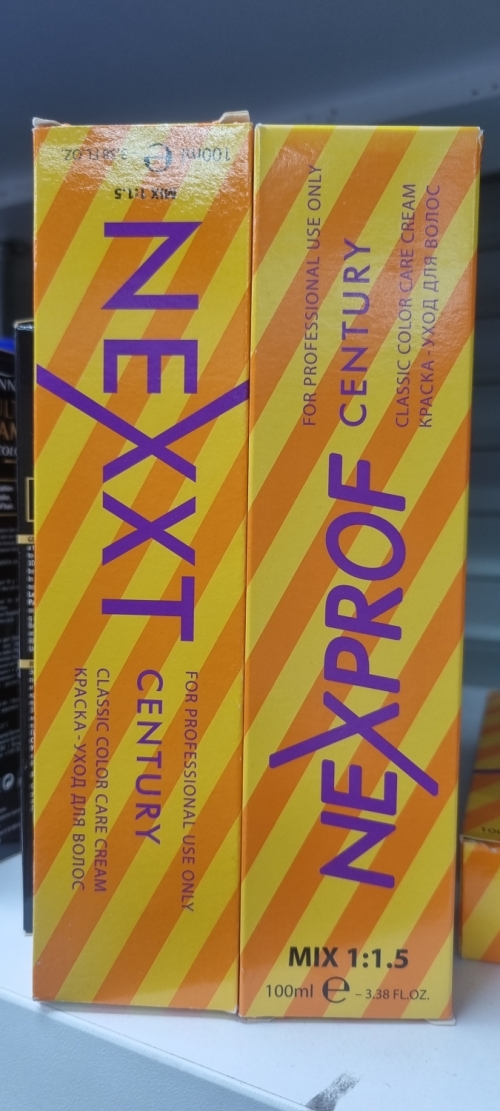 NEXXT
CENTURY
FOR PROFESSIONAL USE ONLY
CLASSIC COLOR CARE CREAM
КРАСКА-УХОД ДЛЯ ВОЛОС
MIX 1:1.5
100ml e 3.38 FL.OZ
NEXPROF
CENTURY
FOR PROFESSIONAL USE ONLY
CLASSIC COLOR CARE CREAM
КРАСКА-УХОД ДЛЯ ВОЛОС
MIX 1:1.5
100ml e – 3.38 FL.OZ.